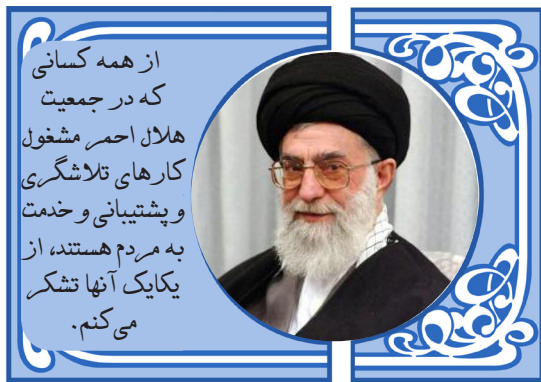 از همه کسانی
که در جمعیت
هلال احمر مشغول
کارهای تلاشگری
و پشتیبانی و خدمت
به مردم هستند، از
یکایک آنها تشکر
می‌کنم.